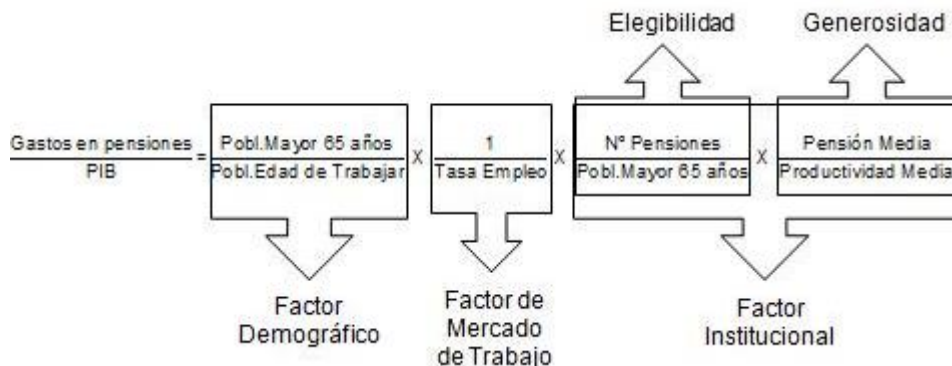 Elegibilidad Generosidad
Gastos en pensiones = Pobl.Mayor 65 años X 1 X Nº Pensiones X Pensión Media
PIB Pobl.Edad de Trabajar Tasa Empleo Pobl.Mayor 65 años Productividad Media
Factor
Demográfico
Factor de
Mercado
de Trabajo
Factor
Institucional